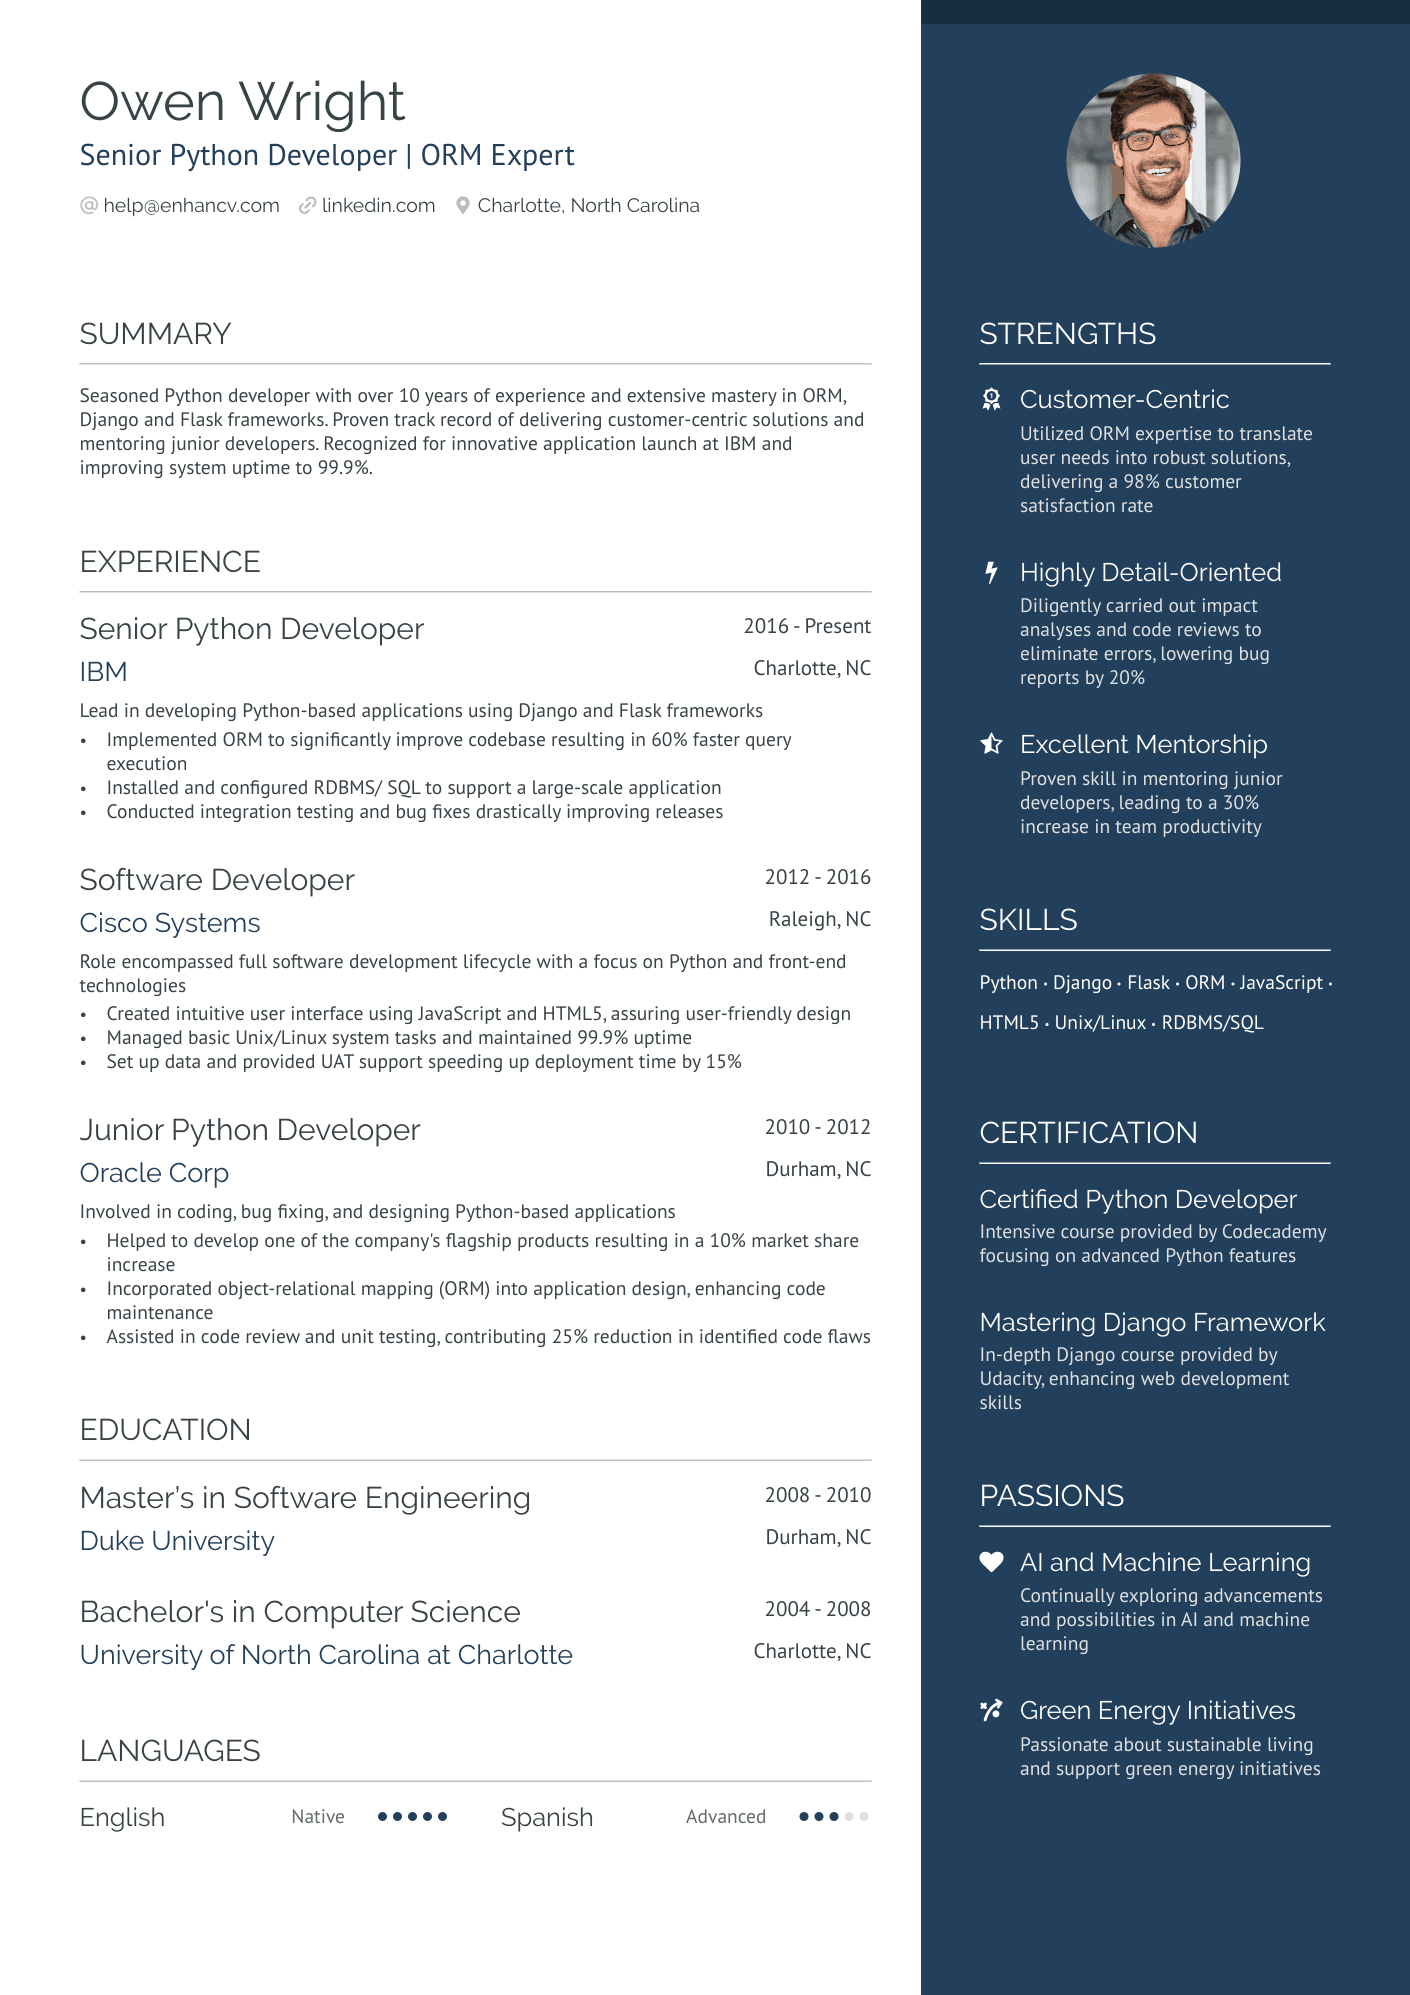 Owen Wright
Senior Python Developer | ORM Expert
help@enhancv.com linkedin.com Charlotte, North Carolina
SUMMARY
Seasoned Python developer with over 10 years of experience and extensive mastery in ORM,
Django and Flask frameworks. Proven track record of delivering customer-centric solutions and
mentoring junior developers. Recognized for innovative application launch at IBM and
improving system uptime to 99.9%.
EXPERIENCE
Senior Python Developer 2016 - Present
IBM Charlotte, NC
Lead in developing Python-based applications using Django and Flask frameworks
• Implemented ORM to significantly improve codebase resulting in 60% faster query
execution
• Installed and configured RDBMS/ SQL to support a large-scale application
• Conducted integration testing and bug fixes drastically improving releases
Software Developer 2012 - 2016
Cisco Systems Raleigh, NC
Role encompassed full software development lifecycle with a focus on Python and front-end
technologies
• Created intuitive user interface using JavaScript and HTML5, assuring user-friendly design
• Managed basic Unix/Linux system tasks and maintained 99.9% uptime
• Set up data and provided UAT support speeding up deployment time by 15%
Junior Python Developer 2010 - 2012
Oracle Corp Durham, NC
Involved in coding, bug fixing, and designing Python-based applications
• Helped to develop one of the company's flagship products resulting in a 10% market share
increase
• Incorporated object-relational mapping (ORM) into application design, enhancing code
maintenance
• Assisted in code review and unit testing, contributing 25% reduction in identified code flaws
EDUCATION
Master’s in Software Engineering 2008 - 2010
Duke University Durham, NC
Bachelor's in Computer Science 2004 - 2008
University of North Carolina at Charlotte Charlotte, NC
LANGUAGES
English Native Spanish Advanced
STRENGTHS
Customer-Centric
Utilized ORM expertise to translate
user needs into robust solutions,
delivering a 98% customer
satisfaction rate
Highly Detail-Oriented
Diligently carried out impact
analyses and code reviews to
eliminate errors, lowering bug
reports by 20%
Excellent Mentorship
Proven skill in mentoring junior
developers, leading to a 30%
increase in team productivity
SKILLS
Python · Django · Flask · ORM · JavaScript ·
HTML5 · Unix/Linux · RDBMS/SQL
CERTIFICATION
Certified Python Developer
Intensive course provided by Codecademy
focusing on advanced Python features
Mastering Django Framework
In-depth Django course provided by
Udacity, enhancing web development
skills
PASSIONS
AI and Machine Learning
Continually exploring advancements
and possibilities in AI and machine
learning
Green Energy Initiatives
Passionate about sustainable living
and support green energy initiatives